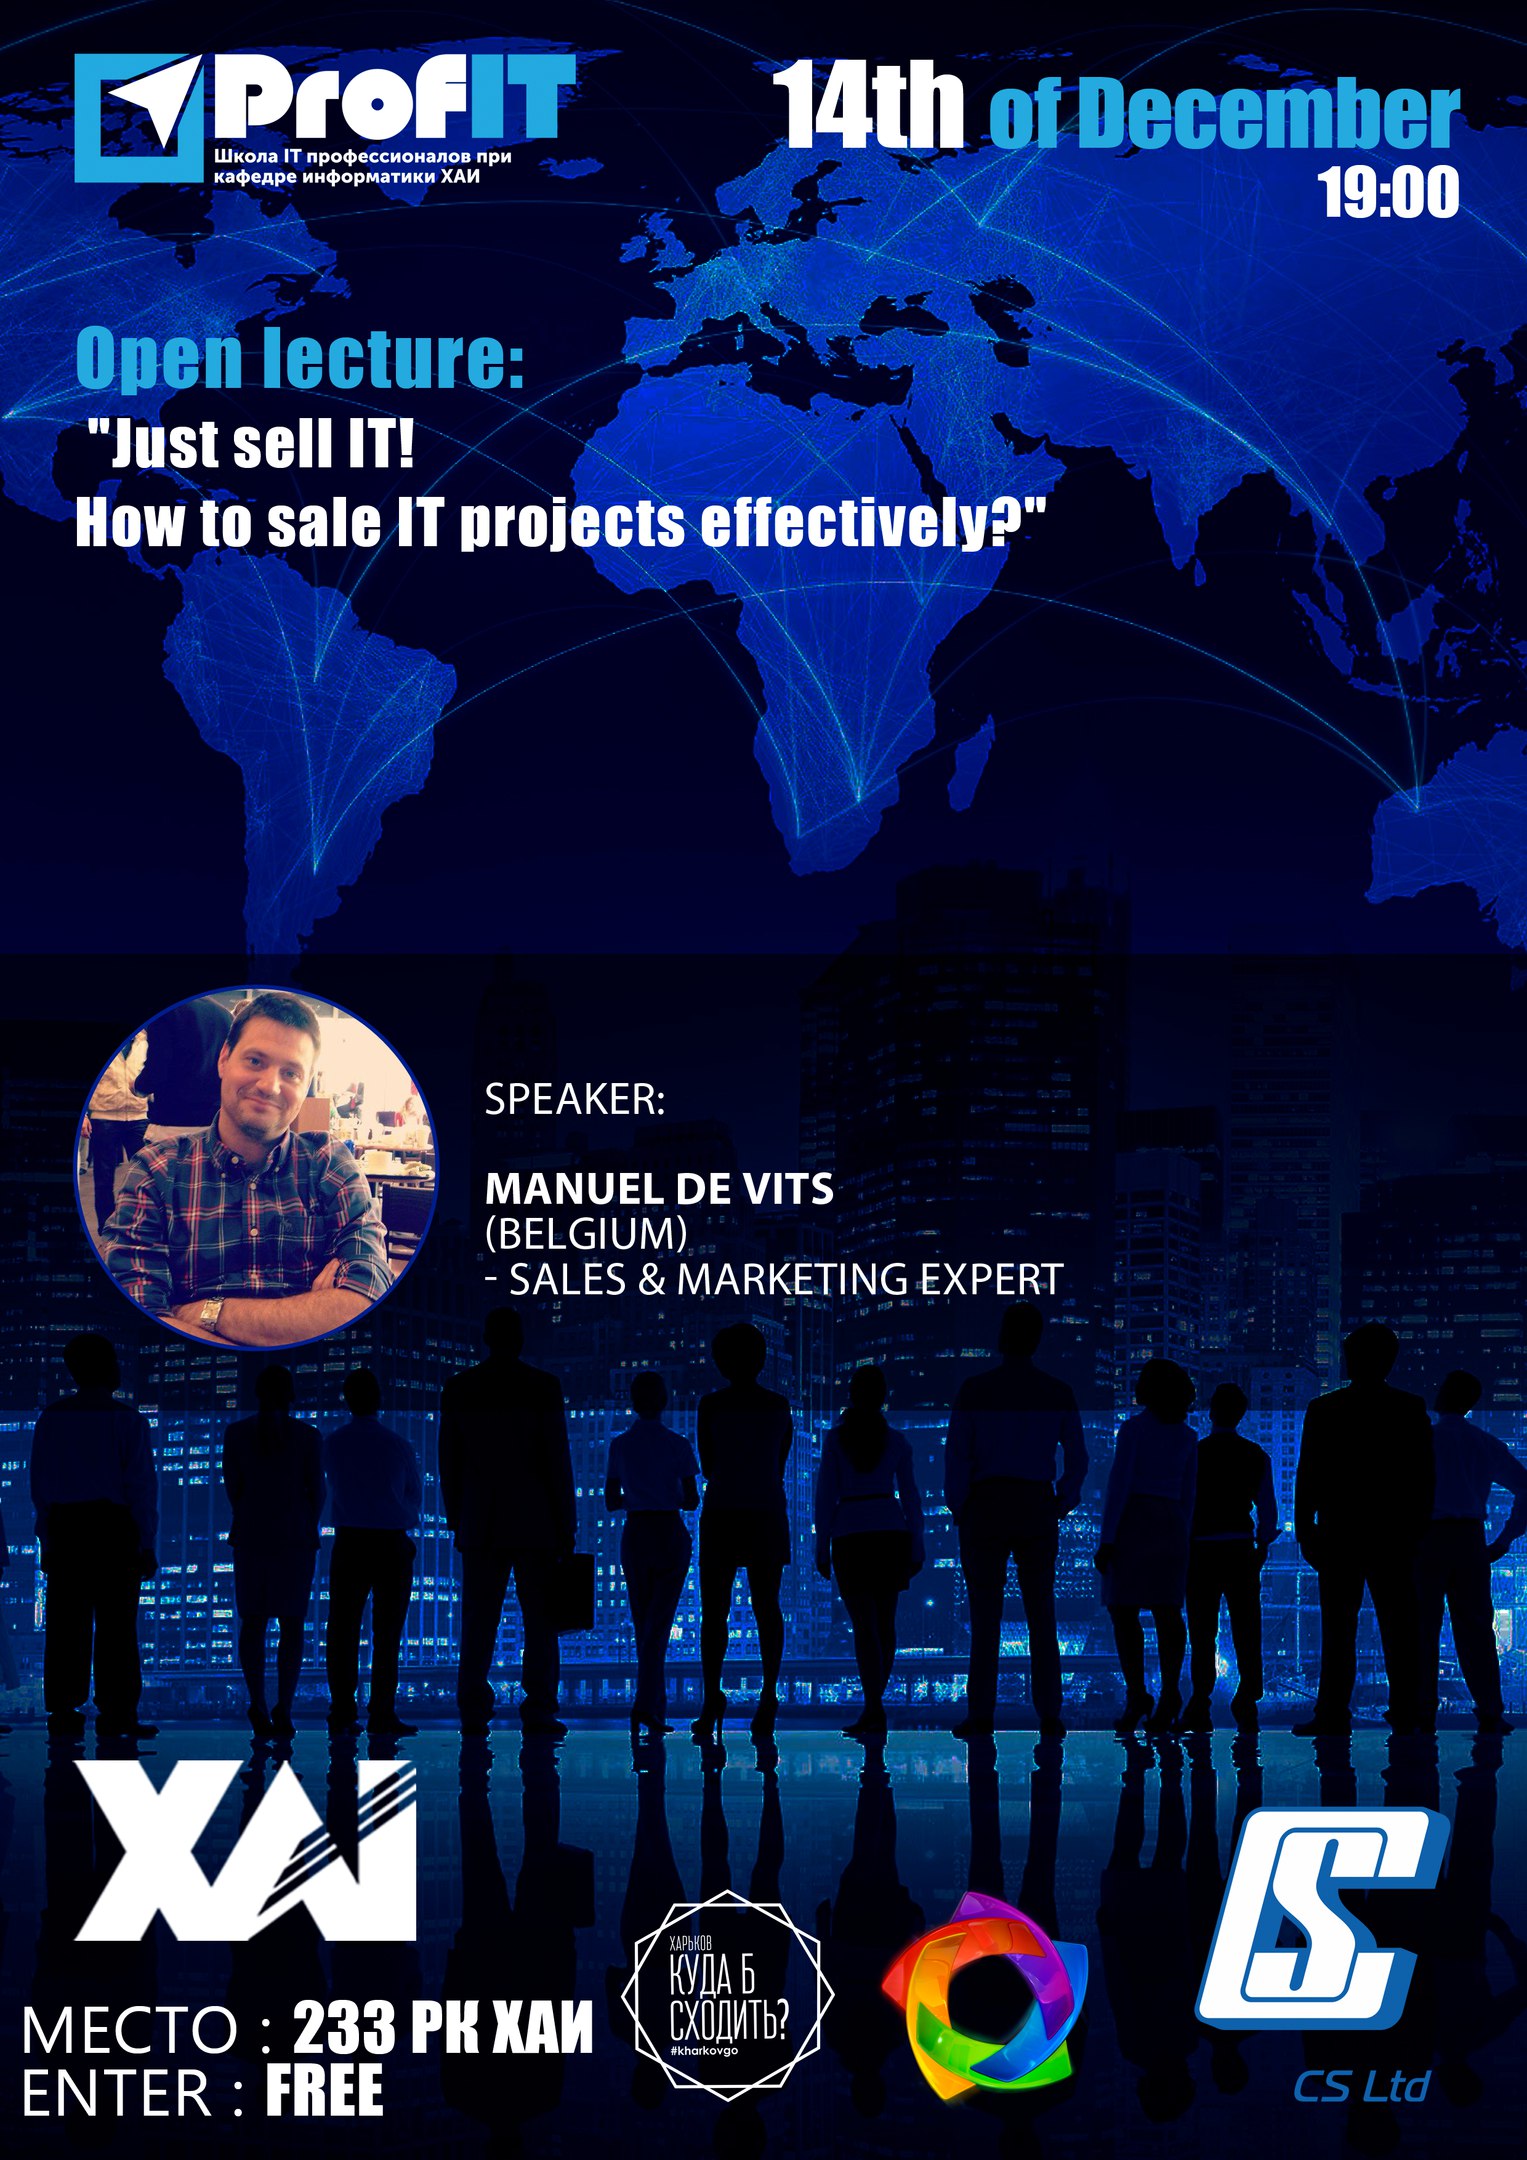 ProfIT
Школа IT профессионалов при
кафедре информатики ХАИ
14th of December
19:00
Open lecture:
"Just sell IT!
How to sale IT projects effectively?"
SPEAKER:
MANUEL DE VITS
(BELGIUM)
- SALES & MARKETING EXPERT
ХАІ
МЕСТО : 233 РК ХАИ
ENTER : FREE
ХАРЬКОВ
КУДА Б
СХОДИТЬ?
#kharkovgo
CS
CS Ltd